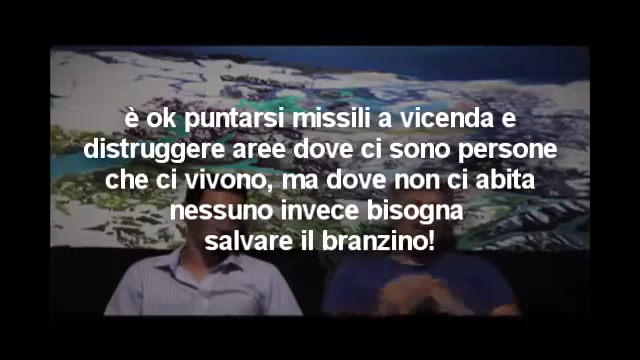 è ok puntarsi missili a vicenda e
distruggere aree dove ci sono persone
che ci vivono, ma dove non ci abita
nessuno invece bisogna
salvare il branzino!